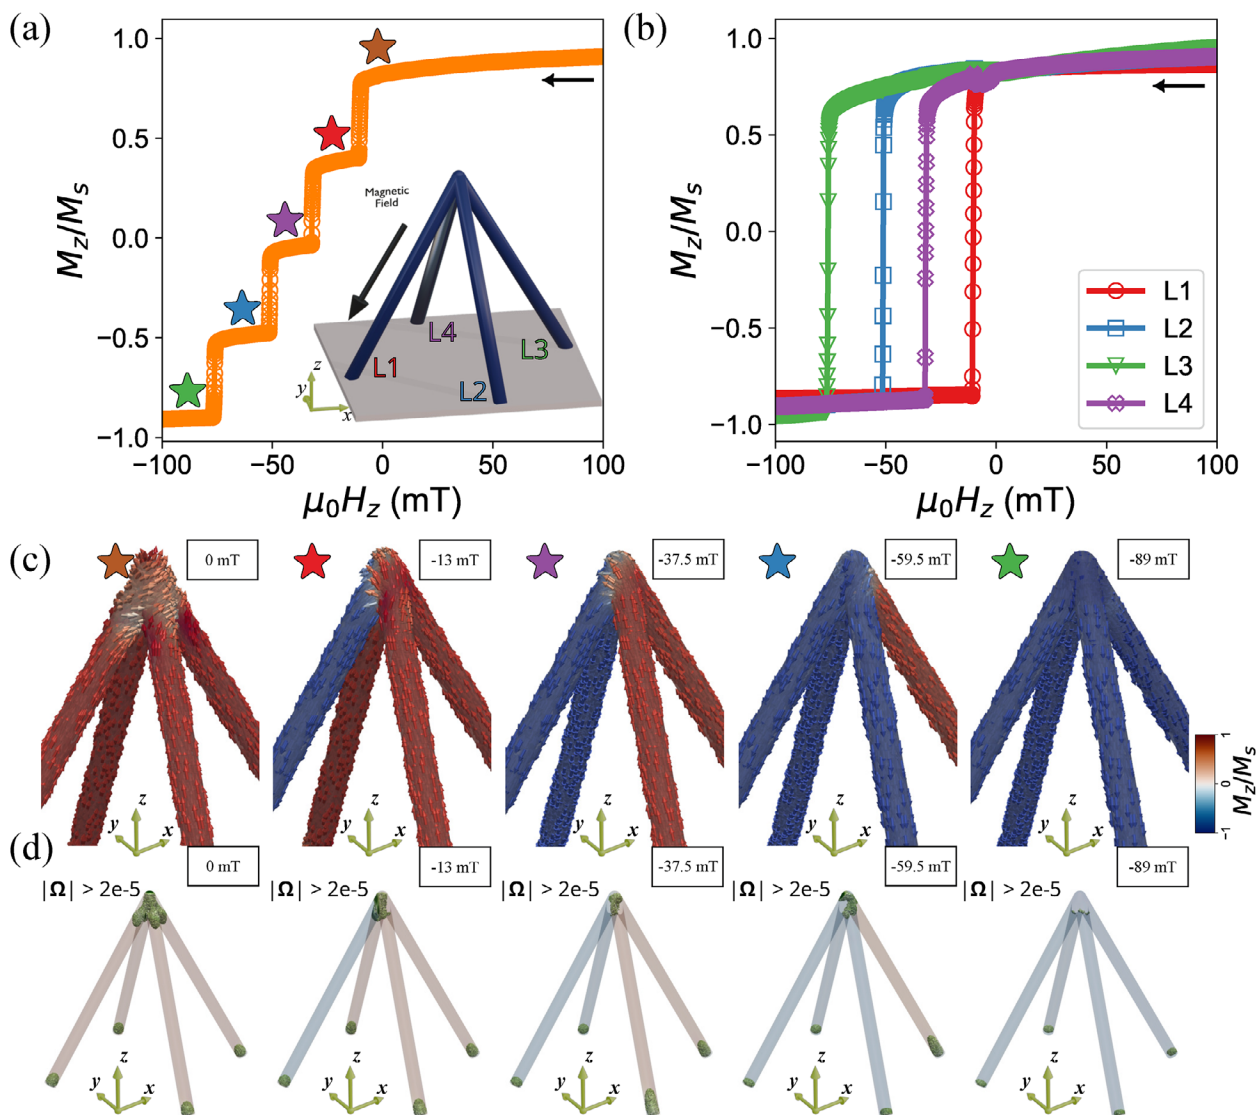 (a)
1.0
0.5
0.0
−0.5
−1.0
M_z/M_s
−100
−50
0
50
100
μ₀H_z (mT)
Magnetic
Field
L1
L2
L3
L4
z
y
x
(b)
1.0
0.5
0.0
−0.5
−1.0
M_z/M_s
−100
−50
0
50
100
μ₀H_z (mT)
L1
L2
L3
L4
(c)
0 mT
-13 mT
-37.5 mT
-59.5 mT
-89 mT
z
y
x
z
y
x
z
y
x
z
y
x
z
y
x
1
0
−1
M_z/M_s
(d)
0 mT
-13 mT
-37.5 mT
-59.5 mT
-89 mT
|Ω| > 2e-5
|Ω| > 2e-5
|Ω| > 2e-5
|Ω| > 2e-5
|Ω| > 2e-5
z
y
x
z
y
x
z
y
x
z
y
x
z
y
x